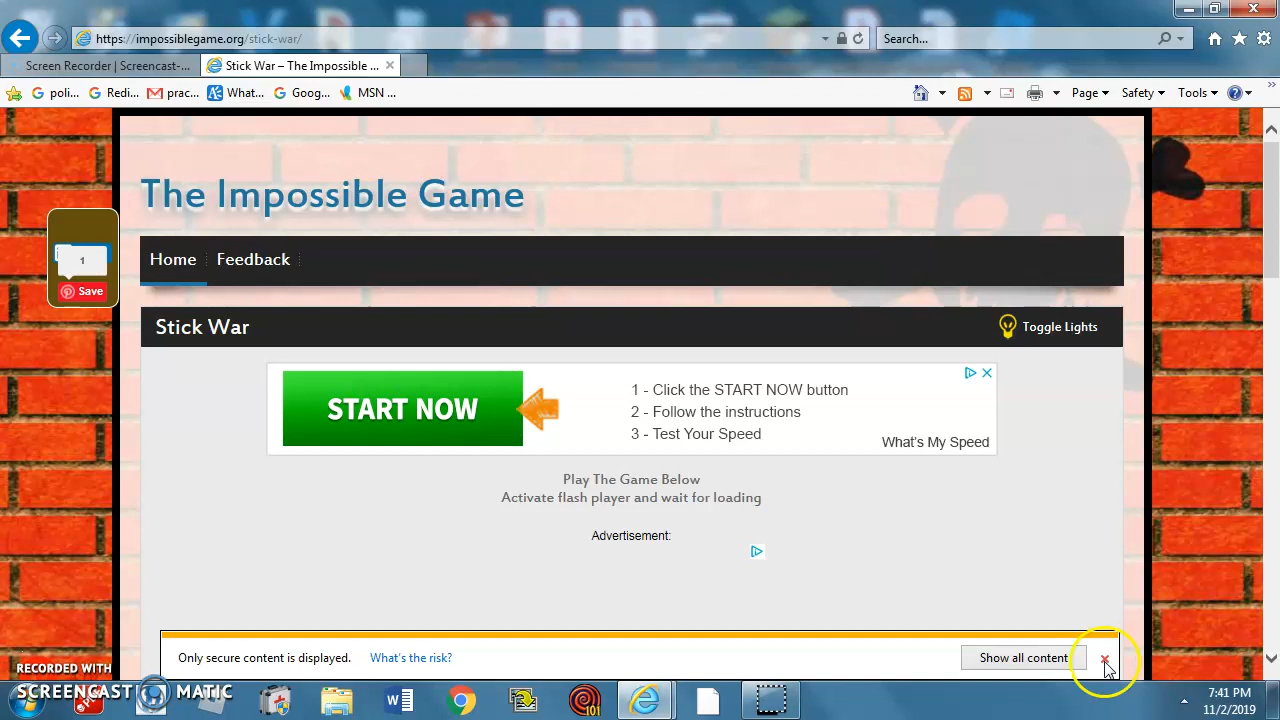 https://impossiblegame.org/stick-war/
Search...
Screen Recorder | Screencast-...
Stick War – The Impossible ...
poli...
Redi...
prac...
What...
Goog...
MSN ...
Page
Safety
Tools
The Impossible Game
1
Save
Home
Feedback
Stick War
Toggle Lights
START NOW
1 - Click the START NOW button
2 - Follow the instructions
3 - Test Your Speed
What's My Speed
Play The Game Below
Activate flash player and wait for loading
Advertisement:
Only secure content is displayed.
What's the risk?
Show all content
RECORDED WITH
SCREENCAST MATIC
101
7:41 PM
11/2/2019